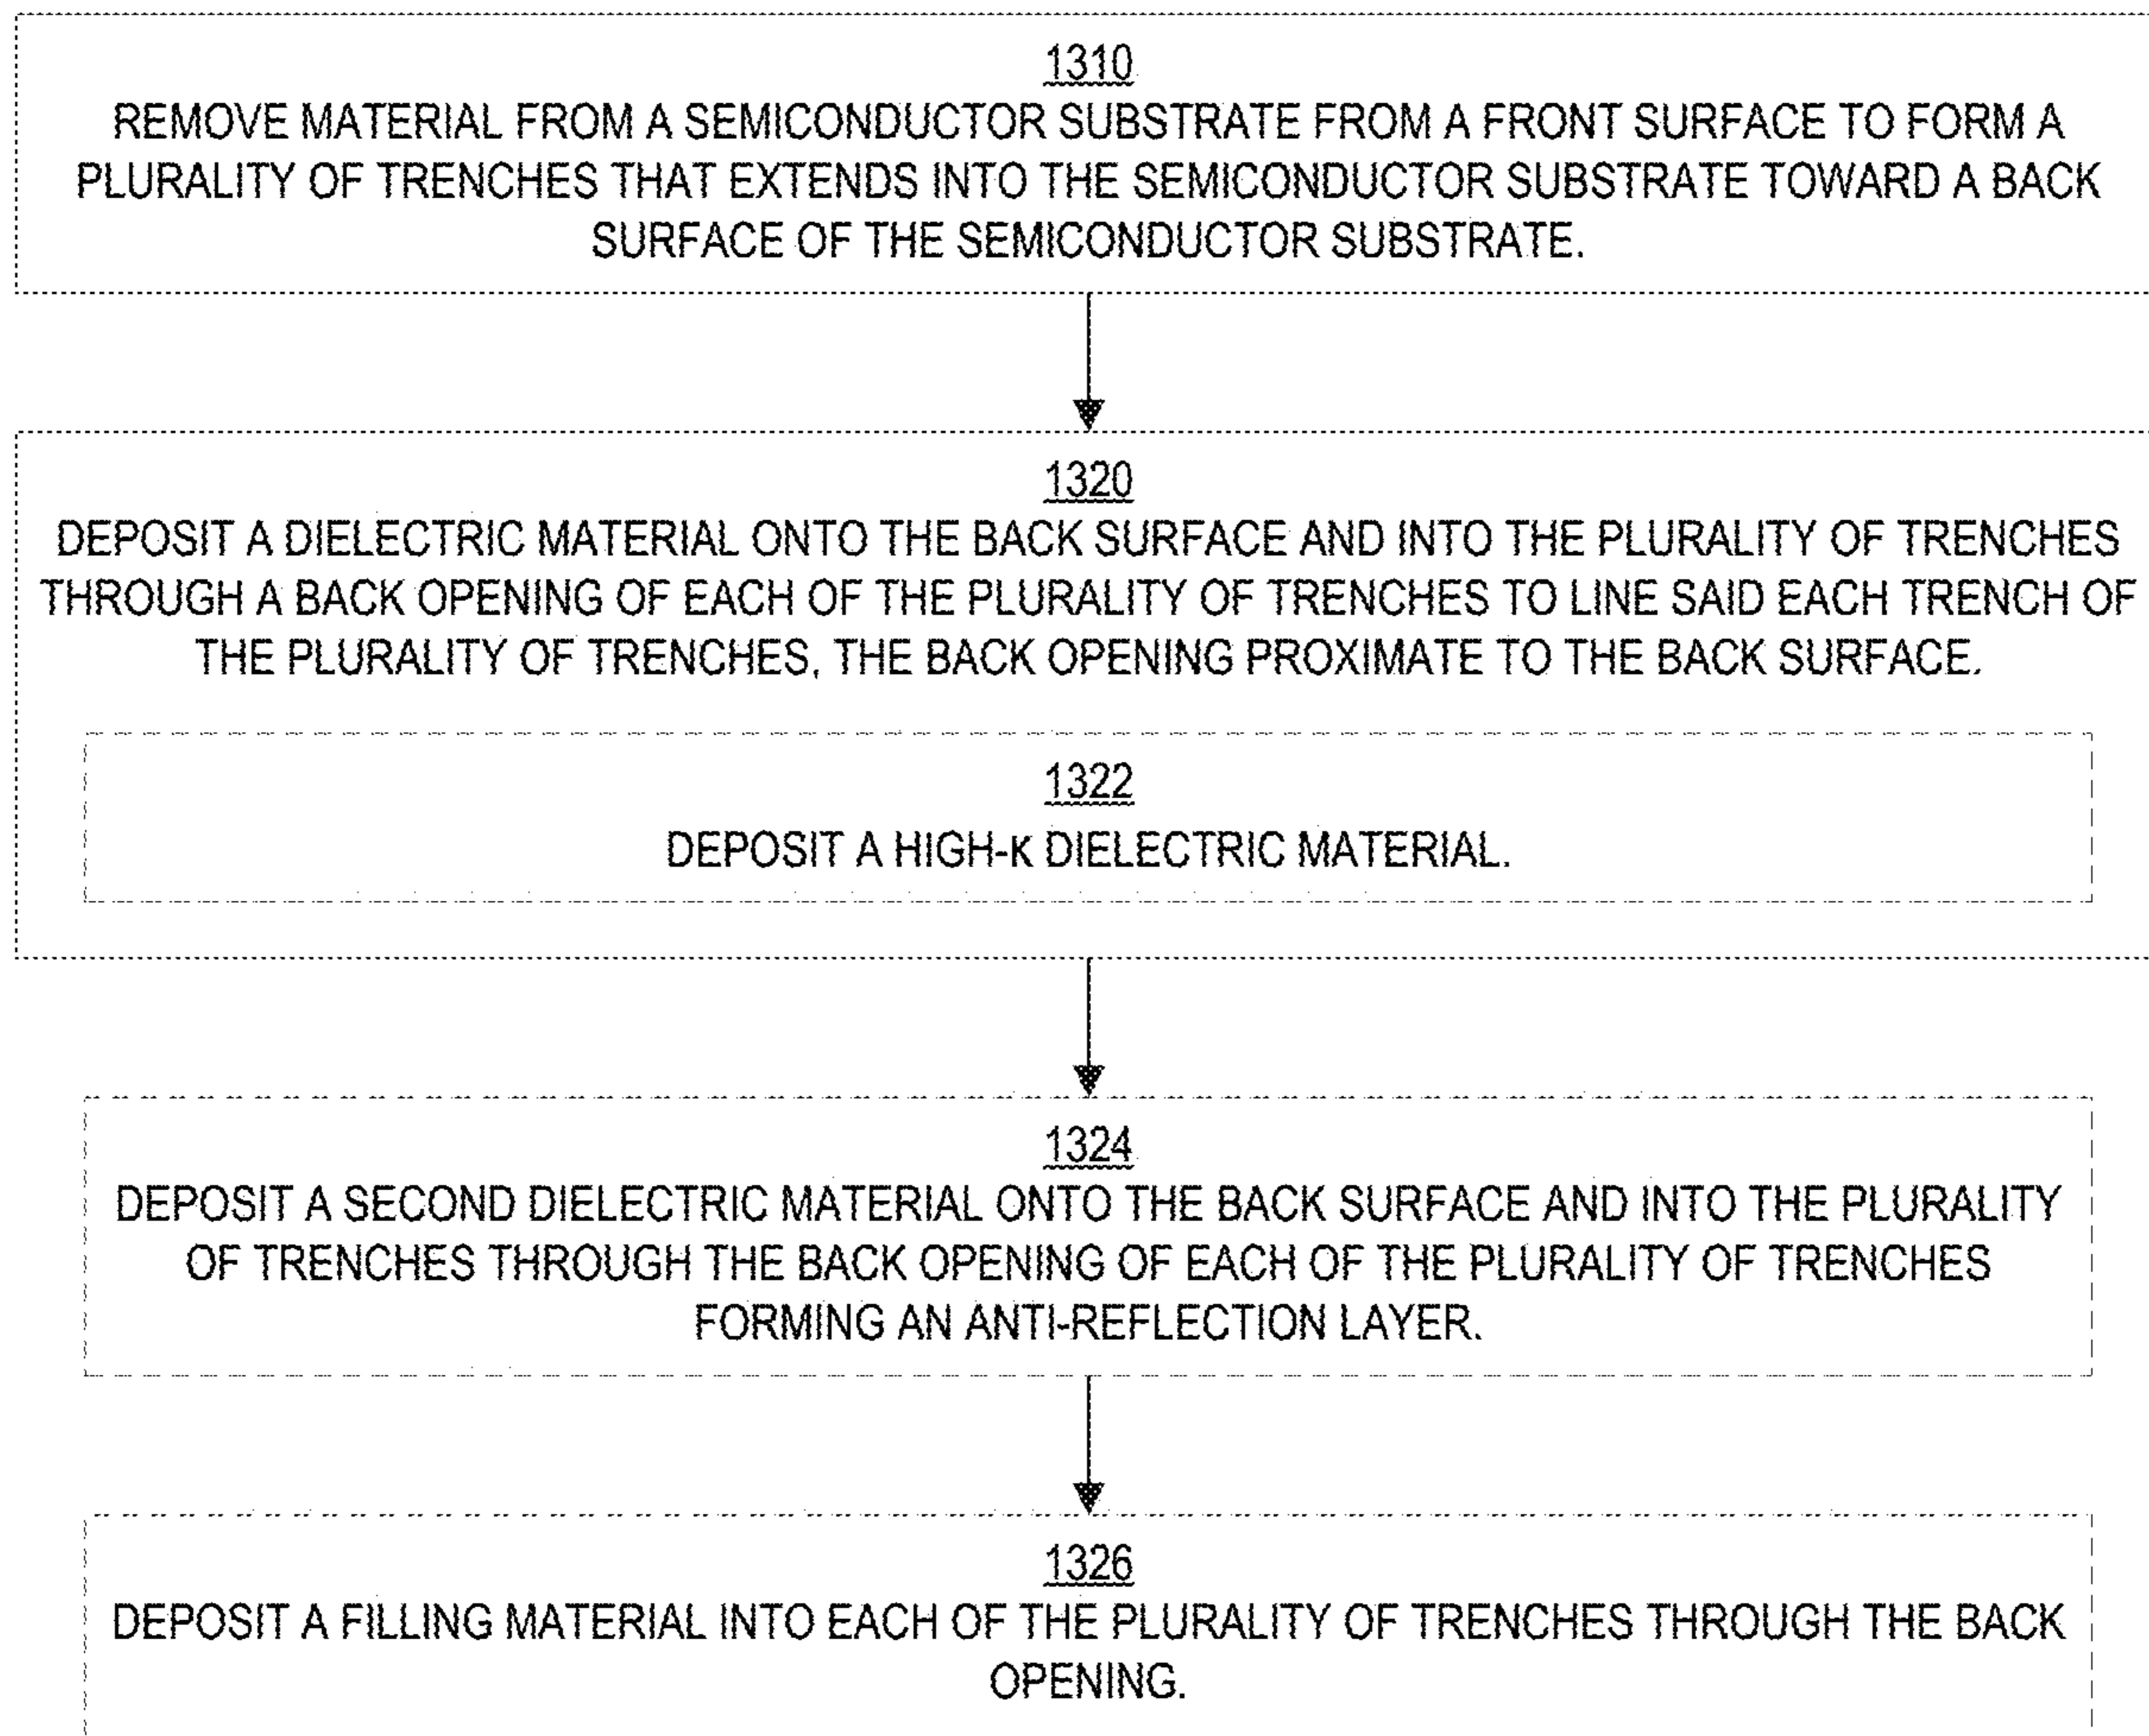 1310
REMOVE MATERIAL FROM A SEMICONDUCTOR SUBSTRATE FROM A FRONT SURFACE TO FORM A
PLURALITY OF TRENCHES THAT EXTENDS INTO THE SEMICONDUCTOR SUBSTRATE TOWARD A BACK
SURFACE OF THE SEMICONDUCTOR SUBSTRATE.
1320
DEPOSIT A DIELECTRIC MATERIAL ONTO THE BACK SURFACE AND INTO THE PLURALITY OF TRENCHES
THROUGH A BACK OPENING OF EACH OF THE PLURALITY OF TRENCHES TO LINE SAID EACH TRENCH OF
THE PLURALITY OF TRENCHES, THE BACK OPENING PROXIMATE TO THE BACK SURFACE.
1322
DEPOSIT A HIGH-κ DIELECTRIC MATERIAL.
1324
DEPOSIT A SECOND DIELECTRIC MATERIAL ONTO THE BACK SURFACE AND INTO THE PLURALITY
OF TRENCHES THROUGH THE BACK OPENING OF EACH OF THE PLURALITY OF TRENCHES
FORMING AN ANTI-REFLECTION LAYER.
1326
DEPOSIT A FILLING MATERIAL INTO EACH OF THE PLURALITY OF TRENCHES THROUGH THE BACK
OPENING.